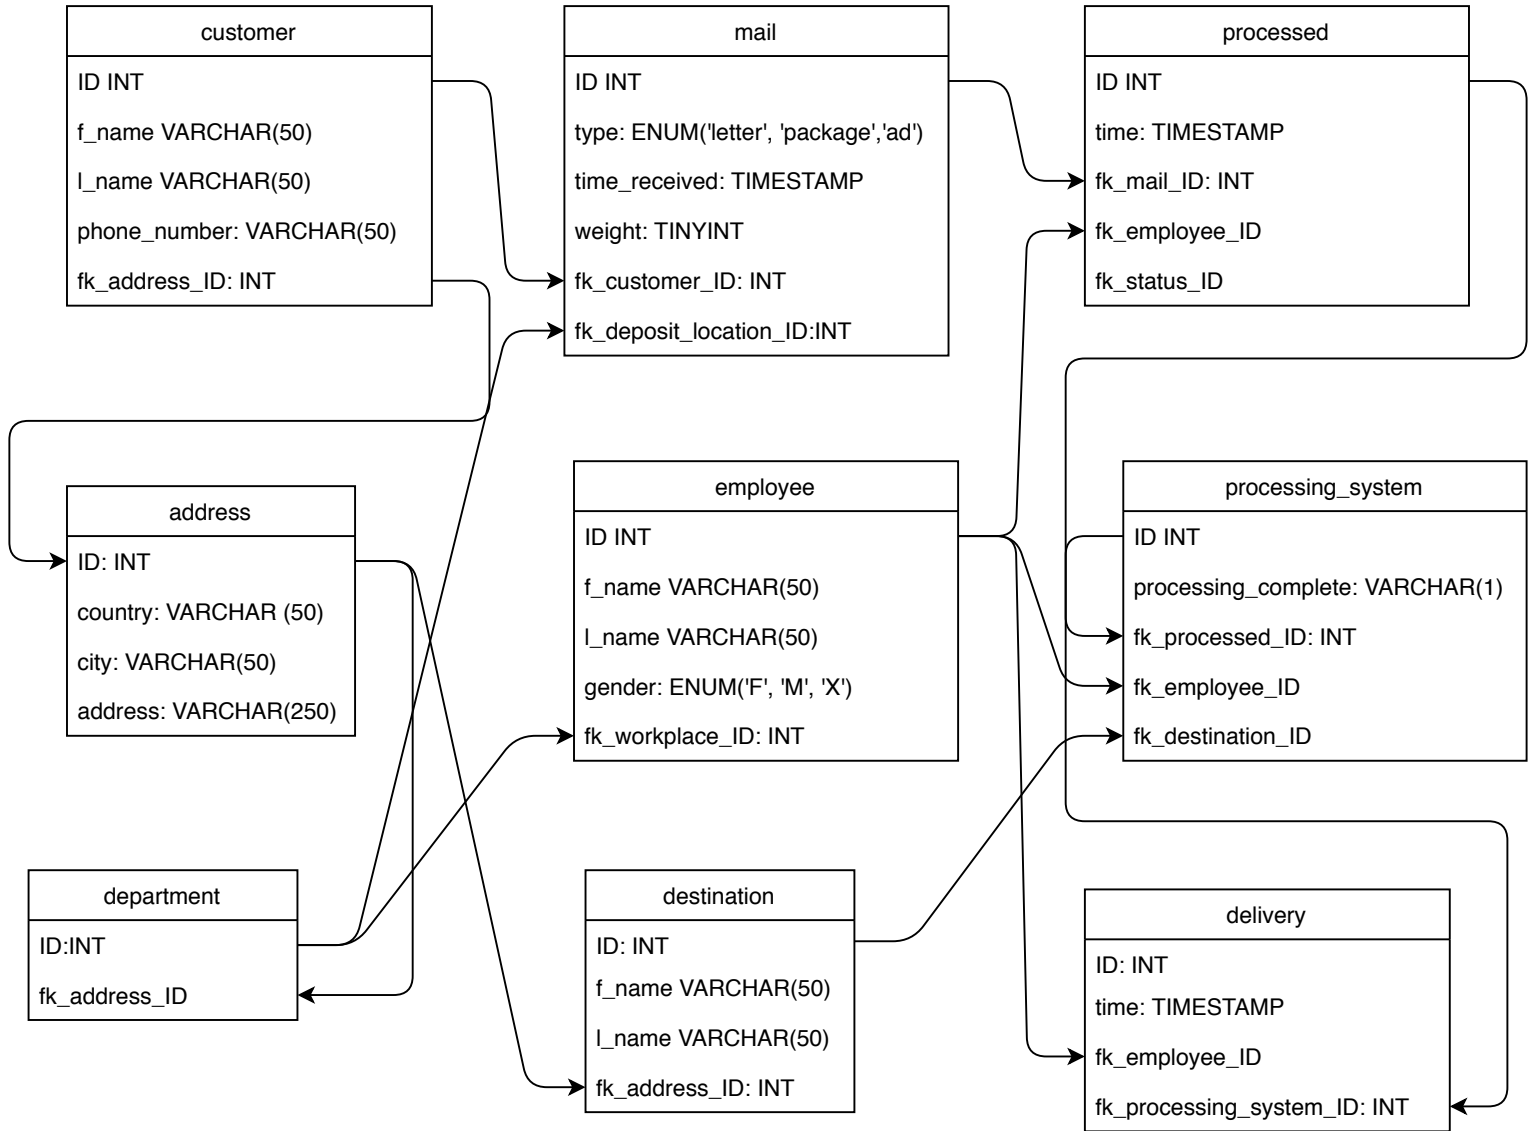 customer
ID INT
f_name VARCHAR(50)
l_name VARCHAR(50)
phone_number: VARCHAR(50)
fk_address_ID: INT
mail
ID INT
type: ENUM('letter', 'package','ad')
time_received: TIMESTAMP
weight: TINYINT
fk_customer_ID: INT
fk_deposit_location_ID:INT
processed
ID INT
time: TIMESTAMP
fk_mail_ID: INT
fk_employee_ID
fk_status_ID
address
ID: INT
country: VARCHAR (50)
city: VARCHAR(50)
address: VARCHAR(250)
employee
ID INT
f_name VARCHAR(50)
l_name VARCHAR(50)
gender: ENUM('F', 'M', 'X')
fk_workplace_ID: INT
processing_system
ID INT
processing_complete: VARCHAR(1)
fk_processed_ID: INT
fk_employee_ID
fk_destination_ID
department
ID:INT
fk_address_ID
destination
ID: INT
f_name VARCHAR(50)
l_name VARCHAR(50)
fk_address_ID: INT
delivery
ID: INT
time: TIMESTAMP
fk_employee_ID
fk_processing_system_ID: INT